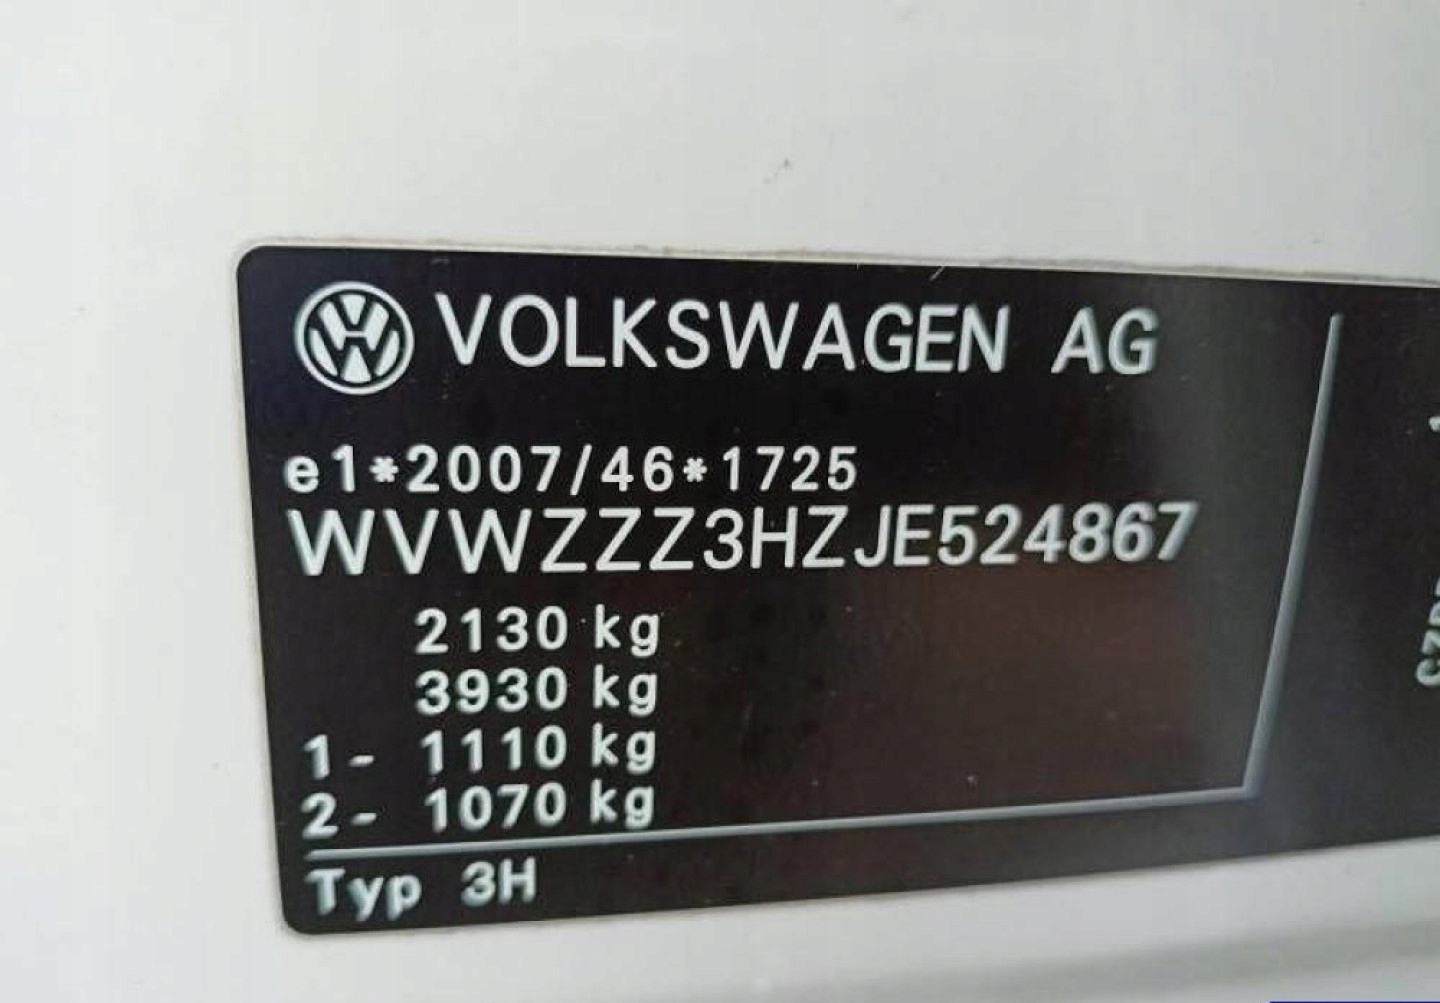 VOLKSWAGEN AG
e1*2007/46*1725
WVWZZZ3HZJE524867
2130 kg
3930 kg
1- 1110 kg
2- 1070 kg
Typ 3H